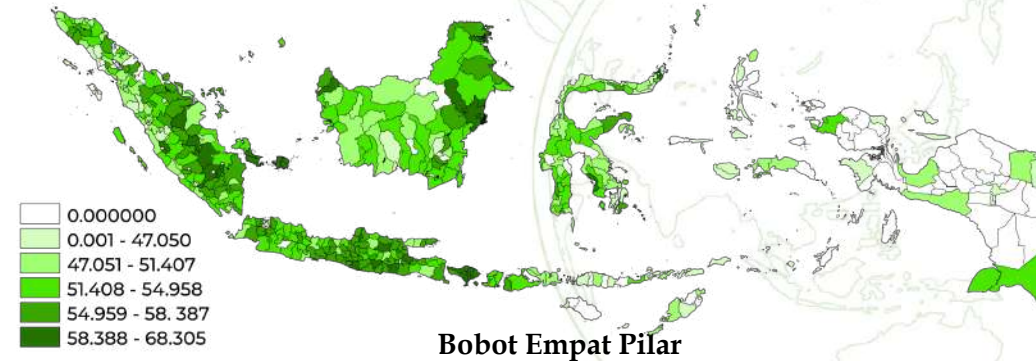 0.000000
0.001 - 47.050
47.051 - 51.407
51.408 - 54.958
54.959 - 58. 387
58.388 - 68.305
Bobot Empat Pilar